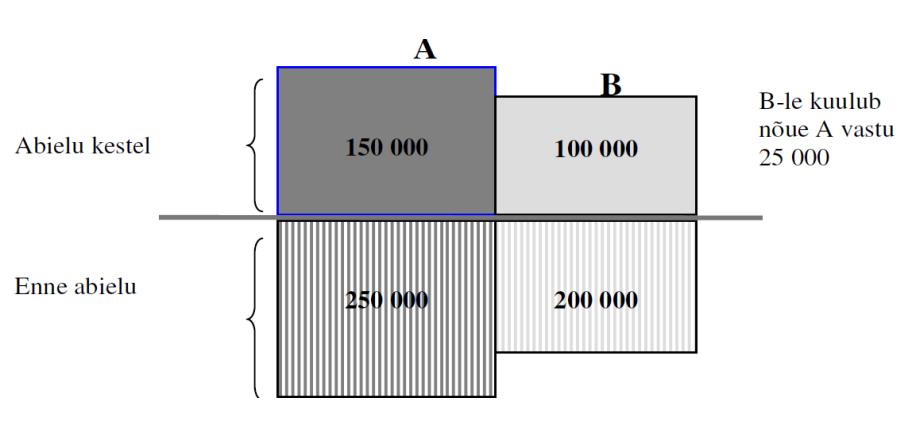 A
B
B-le kuulub
nõue A vastu
25 000
Abielu kestel
150 000
100 000
Enne abielu
250 000
200 000